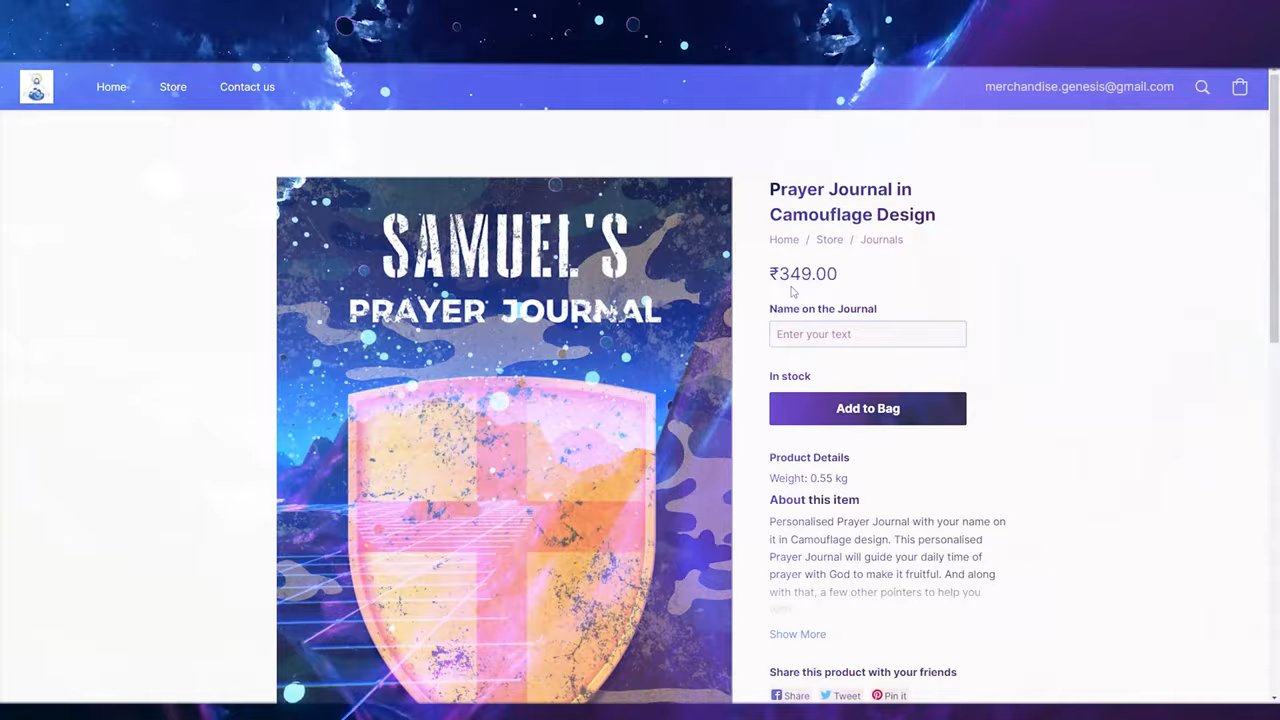 Home Store Contact us merchandise.genesis@gmail.com
SAMUEL'S
PRAYER JOURNAL
Prayer Journal in
Camouflage Design
Home / Store / Journals
₹349.00
Name on the Journal
Enter your text
In stock
Add to Bag
Product Details
Weight: 0.55 kg
About this item
Personalised Prayer Journal with your name on
it in Camouflage design. This personalised
Prayer Journal will guide your daily time of
prayer with God to make it fruitful. And along
with that, a few other pointers to help you
Show More
Share this product with your friends
Share Tweet Pin it